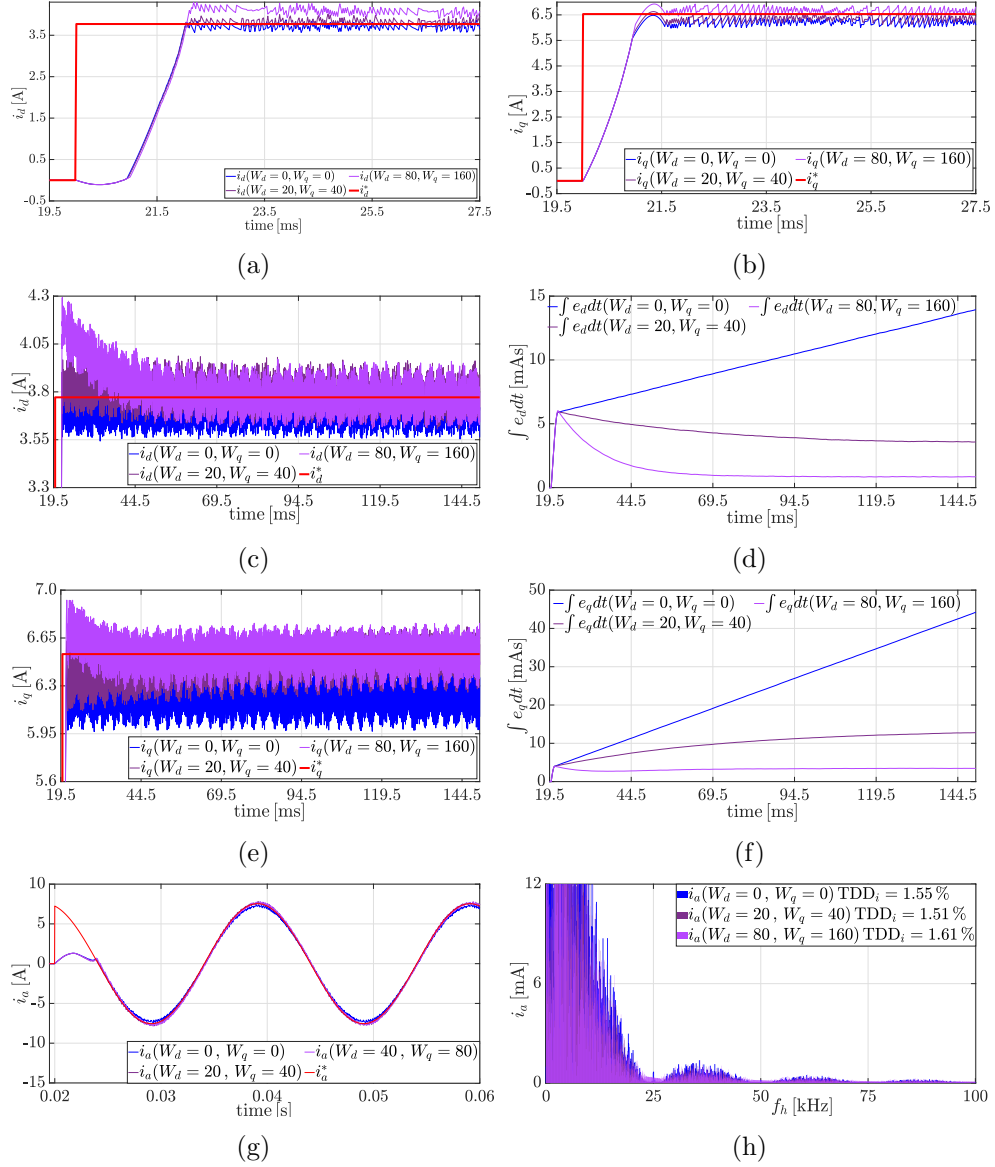 3.5
2.5
1.5
0.5
-0.5
i_d [A]
i_d(W_d = 0, W_q = 0) i_d(W_d = 80, W_q = 160)
i_d(W_d = 20, W_q = 40) i_d^*
19.5 21.5 23.5 25.5 27.5
time [ms]
(a)
6.5
5.5
4.5
3.5
2.5
1.5
0.5
-0.5
i_q [A]
i_q(W_d = 0, W_q = 0) i_q(W_d = 80, W_q = 160)
i_q(W_d = 20, W_q = 40) i_q^*
19.5 21.5 23.5 25.5 27.5
time [ms]
(b)
4.3
4.05
3.8
3.55
3.3
i_d [A]
i_d(W_d = 0, W_q = 0) i_d(W_d = 80, W_q = 160)
i_d(W_d = 20, W_q = 40) i_d^*
19.5 44.5 69.5 94.5 119.5 144.5
time [ms]
(c)
15
10
5
0
∫ e_d dt [mAs]
∫ e_d dt(W_d = 0, W_q = 0) ∫ e_d dt(W_d = 80, W_q = 160)
∫ e_d dt(W_d = 20, W_q = 40)
19.5 44.5 69.5 94.5 119.5 144.5
time [ms]
(d)
7.0
6.65
6.3
5.95
5.6
i_q [A]
i_q(W_d = 0, W_q = 0) i_q(W_d = 80, W_q = 160)
i_q(W_d = 20, W_q = 40) i_q^*
19.5 44.5 69.5 94.5 119.5 144.5
time [ms]
(e)
50
40
30
20
10
0
∫ e_q dt [mAs]
∫ e_q dt(W_d = 0, W_q = 0) ∫ e_q dt(W_d = 80, W_q = 160)
∫ e_q dt(W_d = 20, W_q = 40)
19.5 44.5 69.5 94.5 119.5 144.5
time [ms]
(f)
10
5
0
-5
-10
-15
i_a [A]
i_a(W_d = 0 , W_q = 0) i_a(W_d = 40 , W_q = 80)
i_a(W_d = 20 , W_q = 40) i_a^*
0.02 0.03 0.04 0.05 0.06
time [s]
(g)
12
6
0
i_a [mA]
i_a(W_d = 0 , W_q = 0) TDD_i = 1.55 %
i_a(W_d = 20 , W_q = 40) TDD_i = 1.51 %
i_a(W_d = 80 , W_q = 160) TDD_i = 1.61 %
0 25 50 75 100
f_h [kHz]
(h)